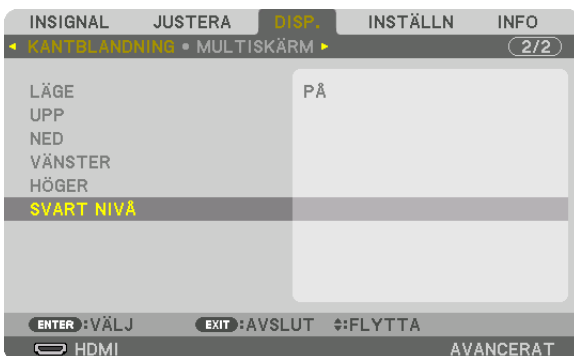 INSIGNAL JUSTERA DISP. INSTÄLLN INFO
◂ KANTBLANDNING • MULTISKÄRM ▸ 2/2
LÄGE PÅ
UPP
NED
VÄNSTER
HÖGER
SVART NIVÅ
ENTER :VÄLJ EXIT :AVSLUT ♦:FLYTTA
HDMI AVANCERAT